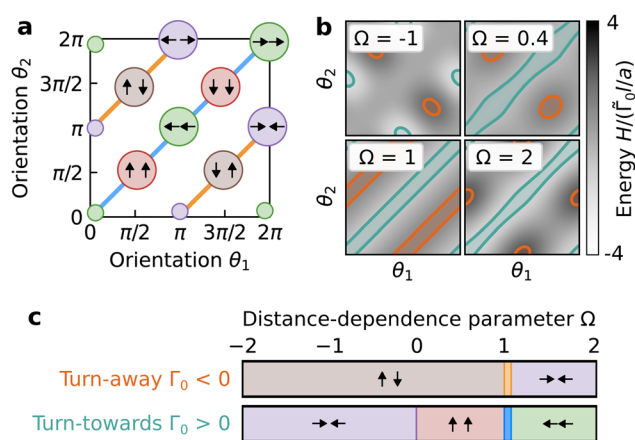 a
2π
3π/2
π
π/2
0
Orientation θ₂
←→
→→
↑↓
↓↓
←←
→←
↑↑
↓↑
0 π/2 π 3π/2 2π
Orientation θ₁
b
Ω = -1
Ω = 0.4
Ω = 1
Ω = 2
θ₂
θ₂
θ₁
θ₁
4
-4
Energy H/(Γ̃₀l/a)
c
Distance-dependence parameter Ω
−2 −1 0 1 2
Turn-away Γ₀ < 0
↑↓ →←
Turn-towards Γ₀ > 0
→← ↑↑ ←←